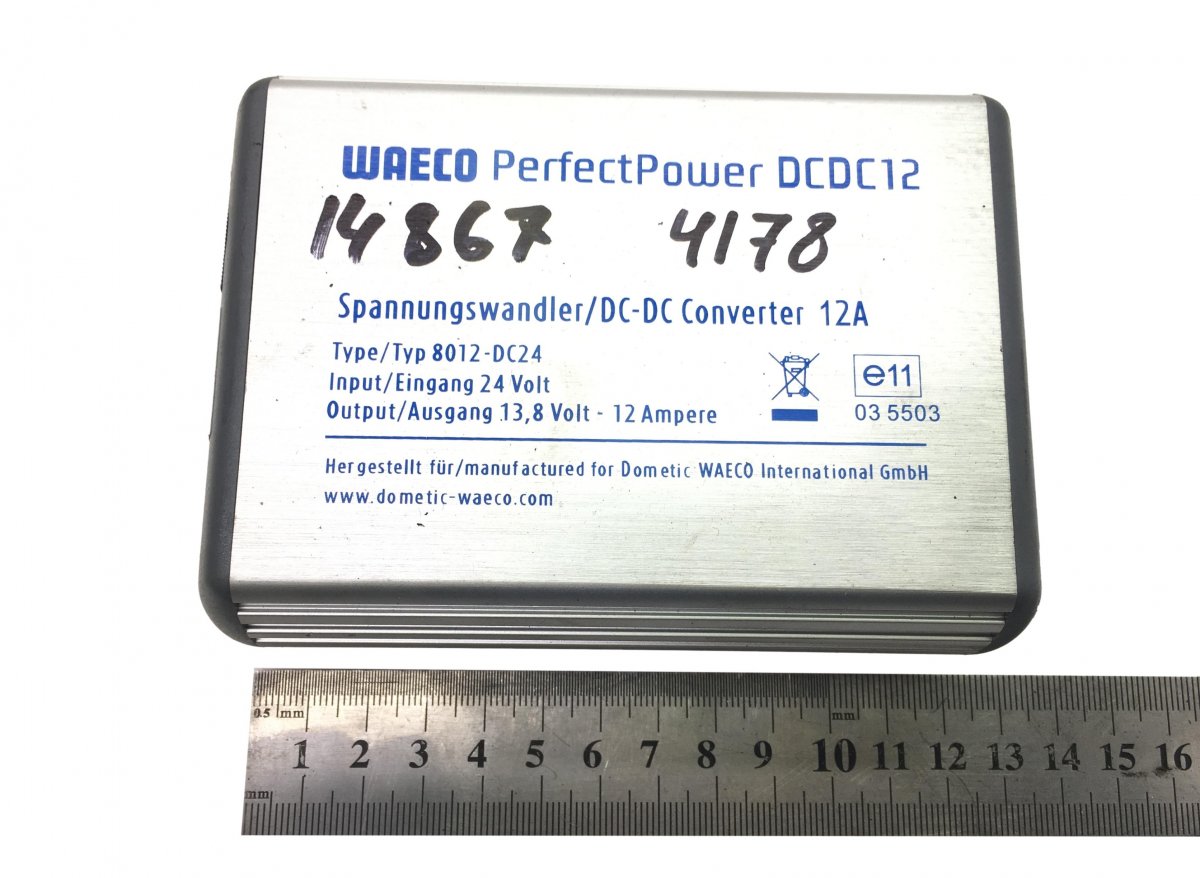 WAECO PerfectPower DCDC12
14867 4178
Spannungswandler/DC-DC Converter 12A
Type/Typ 8012-DC24
Input/Eingang 24 Volt
Output/Ausgang 13,8 Volt - 12 Ampere
e11
03 5503
Hergestellt für/manufactured for Dometic WAECO International GmbH
www.dometic-waeco.com
0.5 mm mm
1 2 3 4 5 6 7 8 9 10 11 12 13 14 15 16
mm